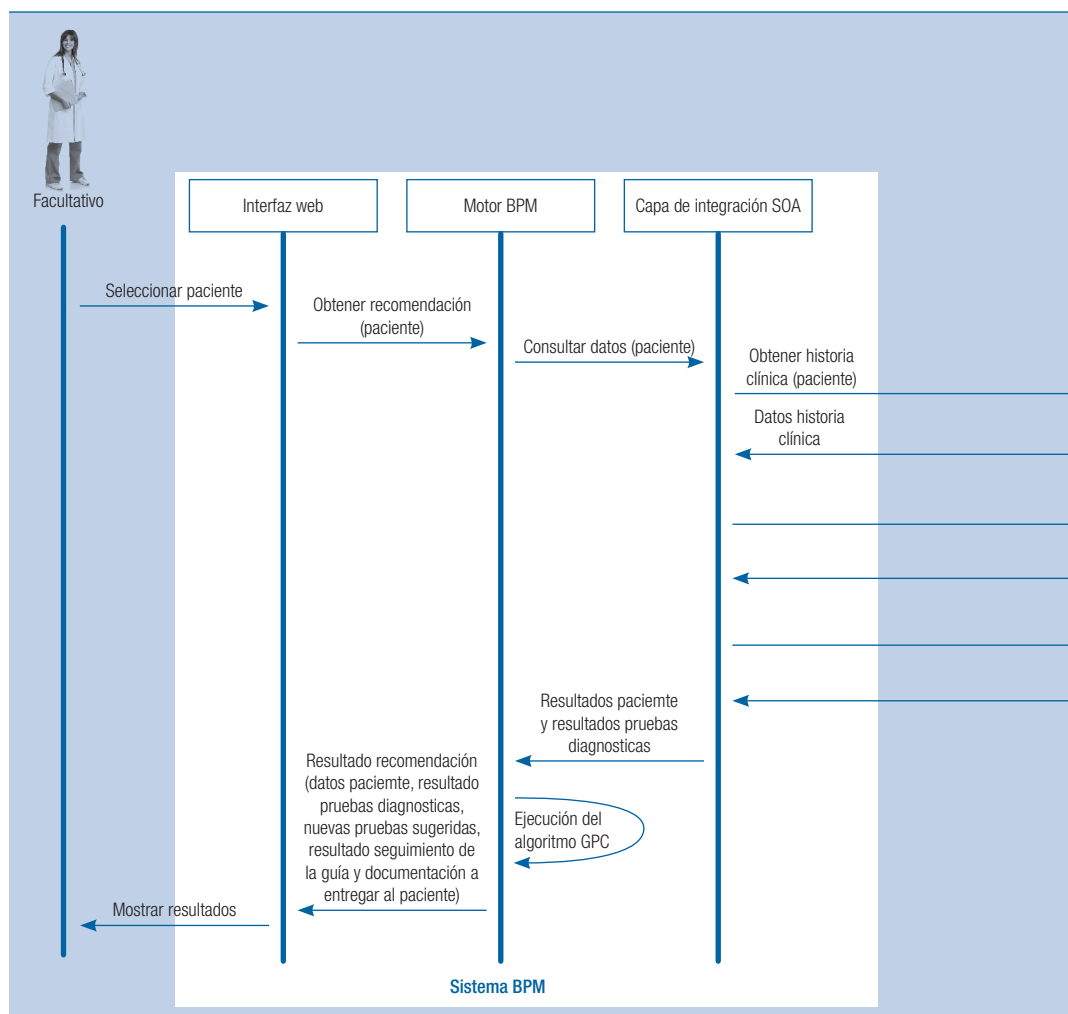 Facultativo
Interfaz web
Motor BPM
Capa de integración SOA
Seleccionar paciente
Obtener recomendación
(paciente)
Consultar datos (paciente)
Obtener historia
clínica (paciente)
Datos historia
clínica
Resultados paciemte
y resultados pruebas
diagnosticas
Resultado recomendación
(datos paciemte, resultado
pruebas diagnosticas,
nuevas pruebas sugeridas,
resultado seguimiento de
la guía y documentación a
entregar al paciente)
Ejecución del
algoritmo GPC
Mostrar resultados
Sistema BPM